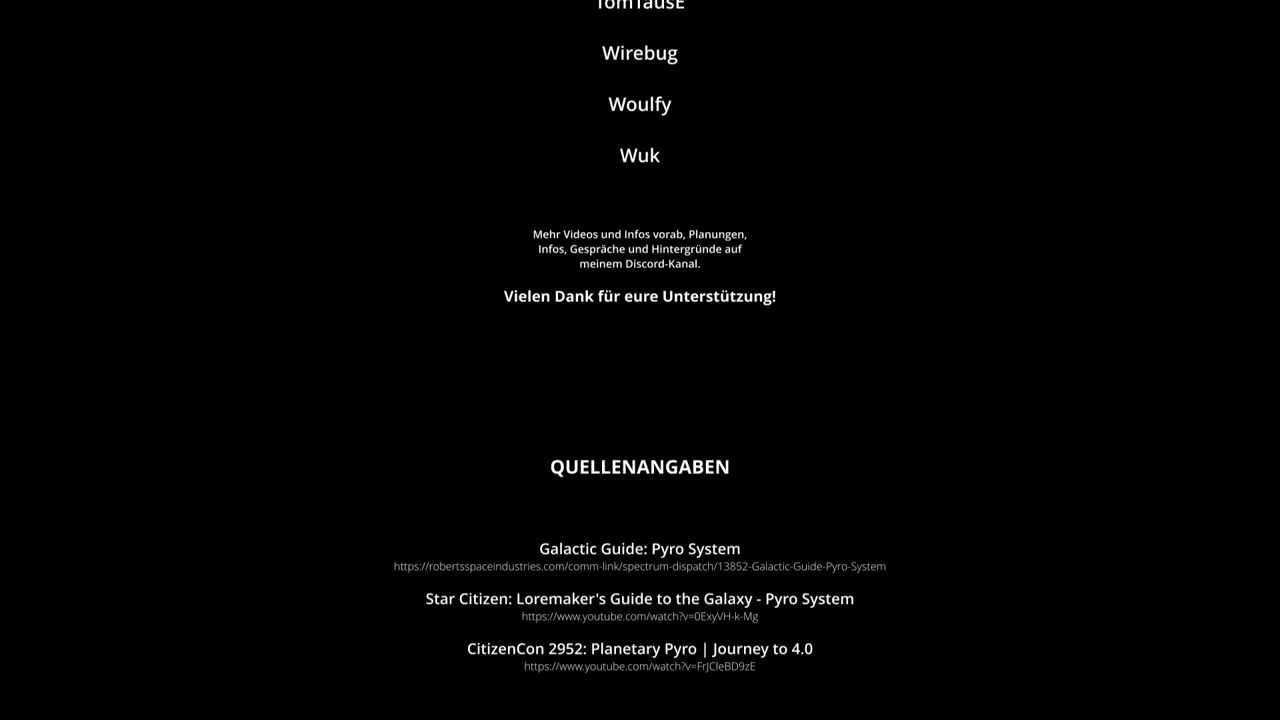 TomTausE
Wirebug
Woulfy
Wuk
Mehr Videos und Infos vorab, Planungen,
Infos, Gespräche und Hintergründe auf
meinem Discord-Kanal.
Vielen Dank für eure Unterstützung!
QUELLENANGABEN
Galactic Guide: Pyro System
https://robertsspaceindustries.com/comm-link/spectrum-dispatch/13852-Galactic-Guide-Pyro-System
Star Citizen: Loremaker's Guide to the Galaxy - Pyro System
https://www.youtube.com/watch?v=0ExyVH-k-Mg
CitizenCon 2952: Planetary Pyro | Journey to 4.0
https://www.youtube.com/watch?v=FrJCleBD9zE